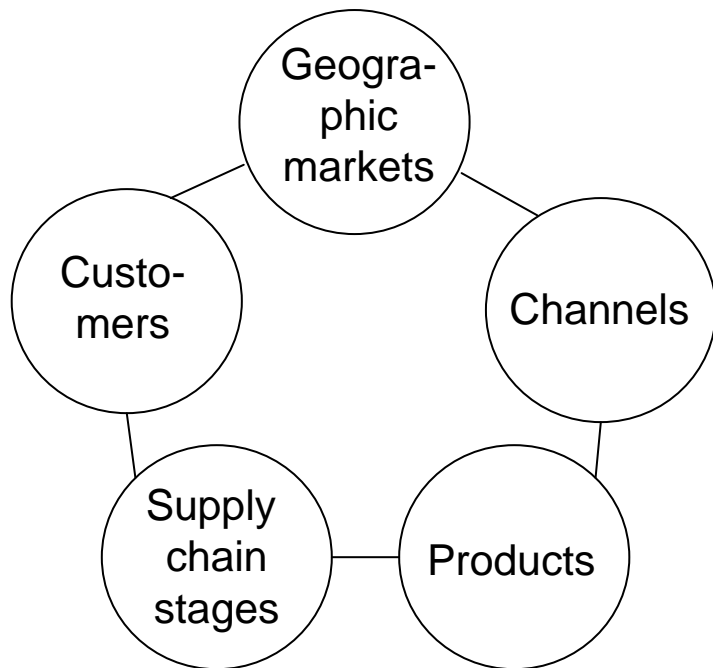 Geogra-
phic
markets
Custo-
mers
Channels
Supply
chain
stages
Products